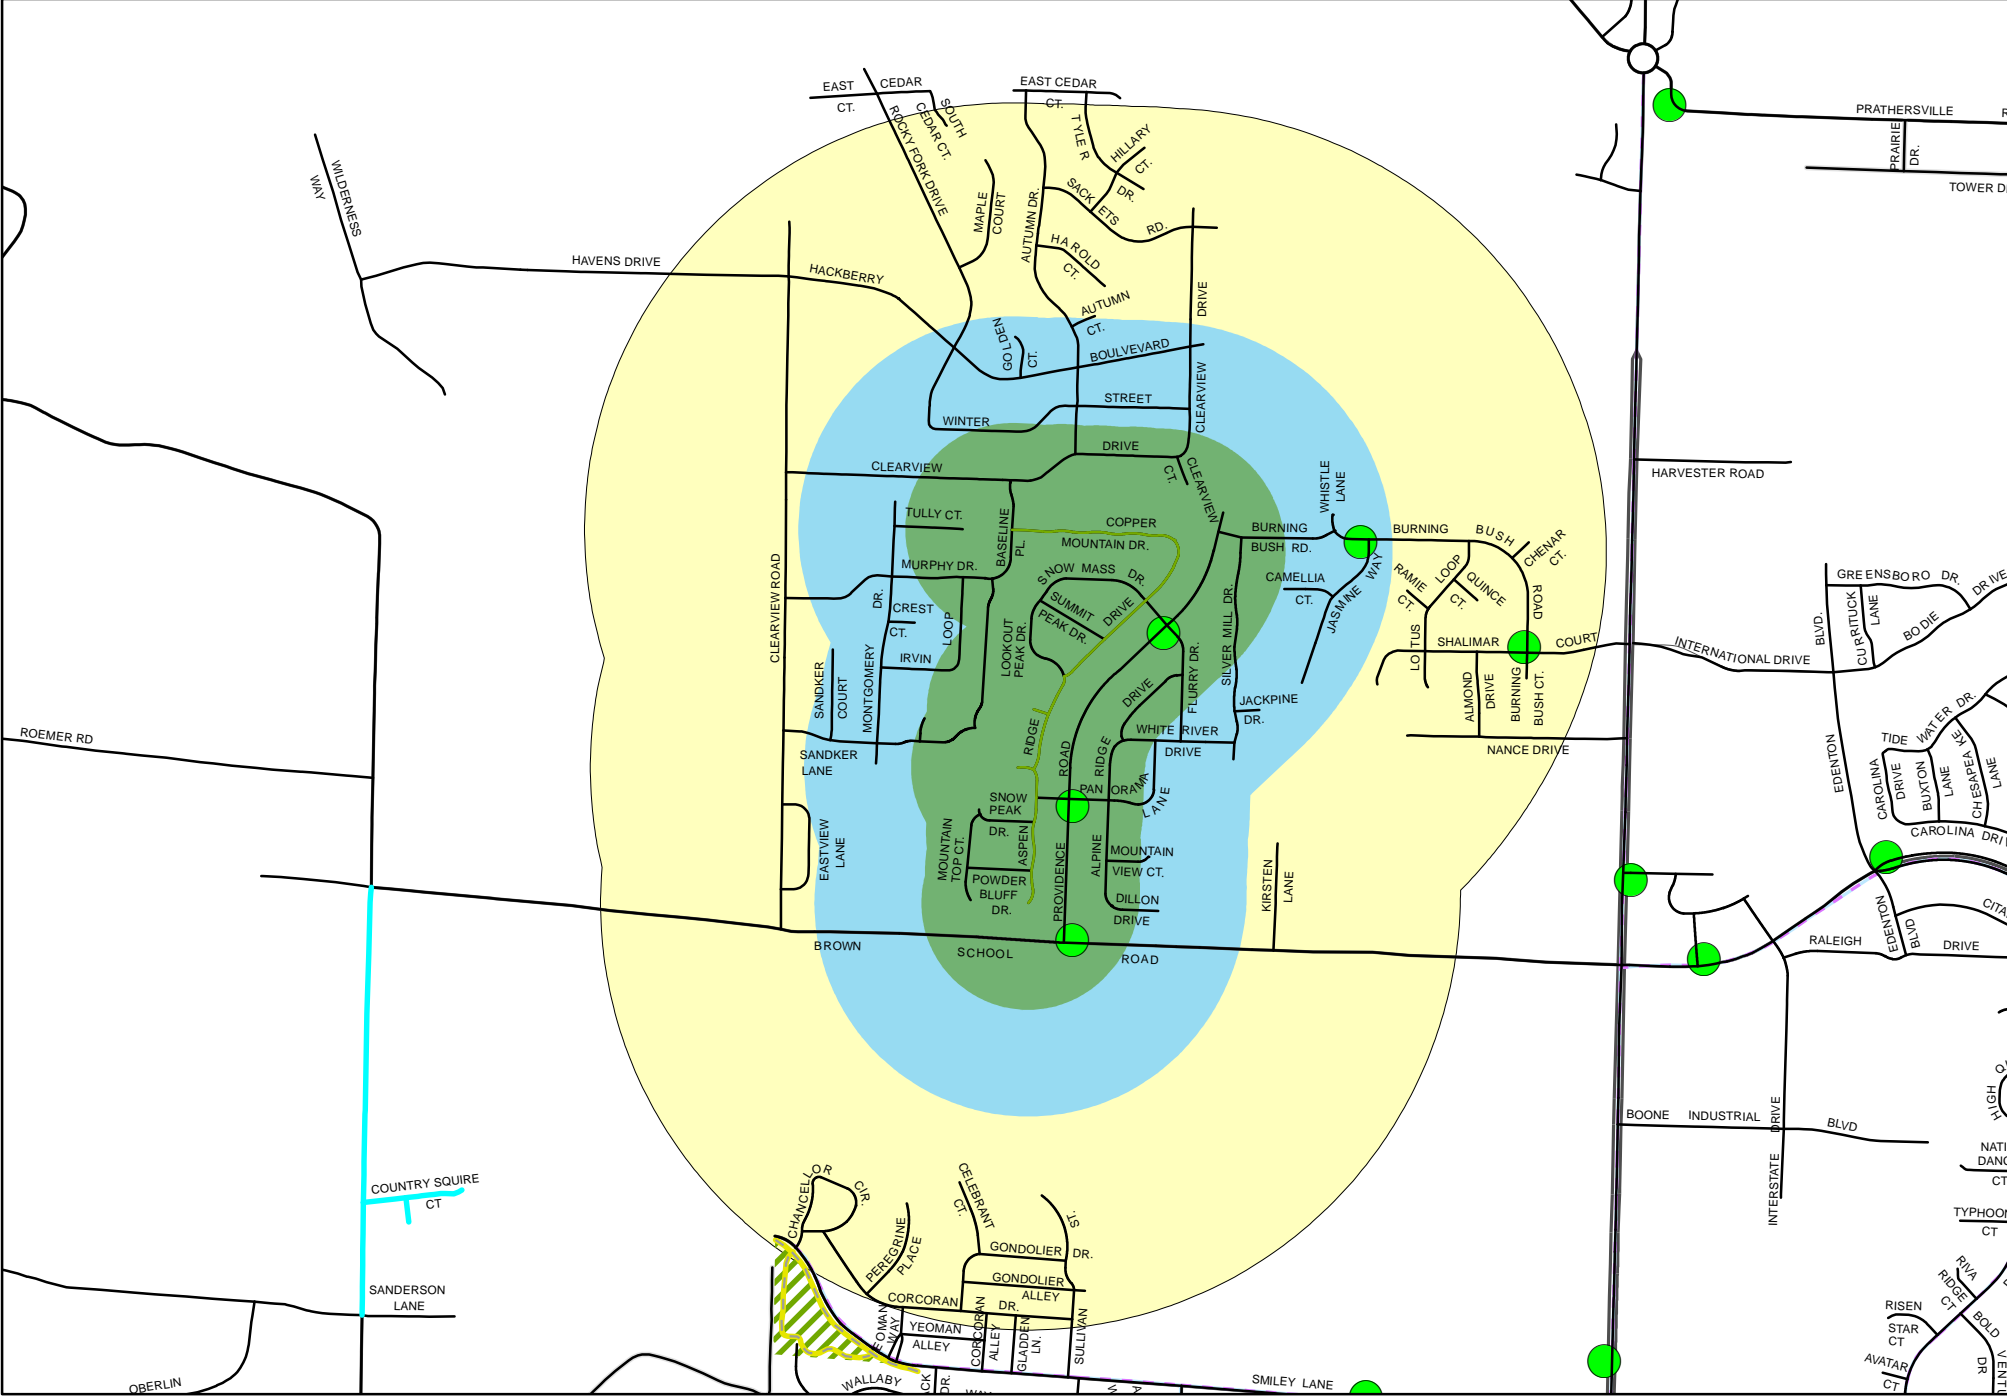 EAST CEDAR
CT.
SOUTH
CEDAR CT.
EAST CEDAR
CT.
ROCKY FORK DRIVE
TYLER
HILLARY
CT.
DR.
PRATHERSVILLE
PRAIRIE
DR.
TOWER
WILDERNESS
WAY
MAPLE
COURT
AUTUMN DR.
SACKETS
RD.
HAROLD
CT.
HAVENS DRIVE
HACKBERRY
AUTUMN
CT.
DRIVE
GOLDEN
CT.
BOULVEVARD
CLEARVIEW
STREET
WINTER
DRIVE
CLEARVIEW
CLEARVIEW
CT.
WHISTLE
LANE
HARVESTER ROAD
TULLY CT.
BASELINE
PL.
COPPER
MOUNTAIN DR.
BURNING
BUSH RD.
BURNING
BUSH
CHENAR
CT.
CLEARVIEW ROAD
MURPHY DR.
SNOW MASS
DR.
CAMELLIA
CT.
JASMINE
WAY
RAMIE
CT.
LOOP
QUINCE
CT.
ROAD
GREENSBORO DR.
DRIVE
CURRITUCK
LANE
BODIE
BLVD.
DR.
CREST
CT.
LOOP
SUMMIT
PEAK DR.
DRIVE
LOOKOUT
PEAK DR.
SILVER MILL DR.
LOTUS
SHALIMAR
COURT
INTERNATIONAL DRIVE
IRVIN
SANDKER
COURT
MONTGOMERY
FLURRY DR.
DRIVE
JACKPINE
DR.
ALMOND
DRIVE
BURNING
BUSH CT.
ROEMER RD
SANDKER
LANE
RIDGE
ROAD
RIDGE
WHITE RIVER
DRIVE
NANCE DRIVE
EDENTON
TIDE WATER DR.
CAROLINA
DRIVE
BUXTON
LANE
CHESAPEAKE
LANE
SNOW
PEAK
DR.
PANORAMA
LANE
CAROLINA
EASTVIEW
LANE
MOUNTAIN
TOP CT.
ASPEN
POWDER
BLUFF
DR.
PROVIDENCE
ALPINE
MOUNTAIN
VIEW CT.
DILLON
DRIVE
KIRSTEN
LANE
BROWN
SCHOOL
ROAD
EDENTON
BLVD
RALEIGH
DRIVE
BOONE INDUSTRIAL
BLVD
INTERSTATE DRIVE
HIGH
CT
TYPHOON
CT
COUNTRY SQUIRE
CT
CHANCELLOR
CIR.
PEREGRINE
PLACE
CELEBRANT
CT.
ST.
GONDOLIER DR.
GONDOLIER
ALLEY
SANDERSON
LANE
CORCORAN
DR.
YEOMAN
ALLEY
WAY
CORCORAN
ALLEY
GLADDEN
LN.
SULLIVAN
RIVA
RIDGE
CT
RISEN
STAR
CT
BOLD
DR
AVATAR
CT
OBERLIN
WALLABY
DR.
SMILEY LANE